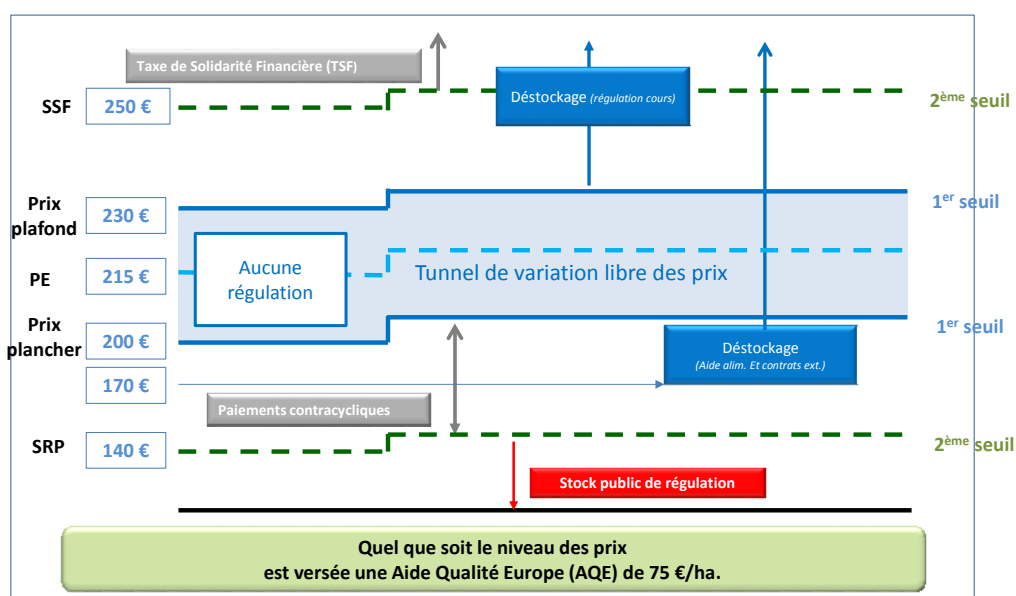 Taxe de Solidarité Financière (TSF)
SSF
250 €
Déstockage (régulation cours)
2ème seuil
Prix
plafond
230 €
1er seuil
PE
215 €
Aucune
régulation
Tunnel de variation libre des prix
Prix
plancher
200 €
1er seuil
Déstockage
(Aide alim. Et contrats ext.)
170 €
Paiements contracycliques
SRP
140 €
2ème seuil
Stock public de régulation
Quel que soit le niveau des prix
est versée une Aide Qualité Europe (AQE) de 75 €/ha.